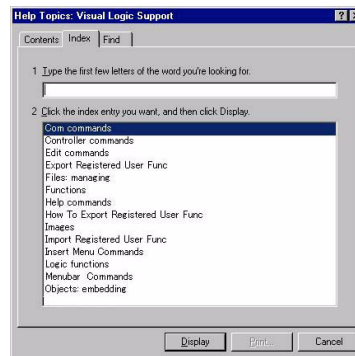 Help Topics: Visual Logic Support
Contents Index Find
1 Type the first few letters of the word you're looking for.
2 Click the index entry you want, and then click Display.
Com commands
Controller commands
Edit commands
Export Registered User Func
Files: managing
Functions
Help commands
How To Export Registered User Func
Images
Import Registered User Func
Insert Menu Commands
Logic functions
Menubar Commands
Objects: embedding
Display Print... Cancel